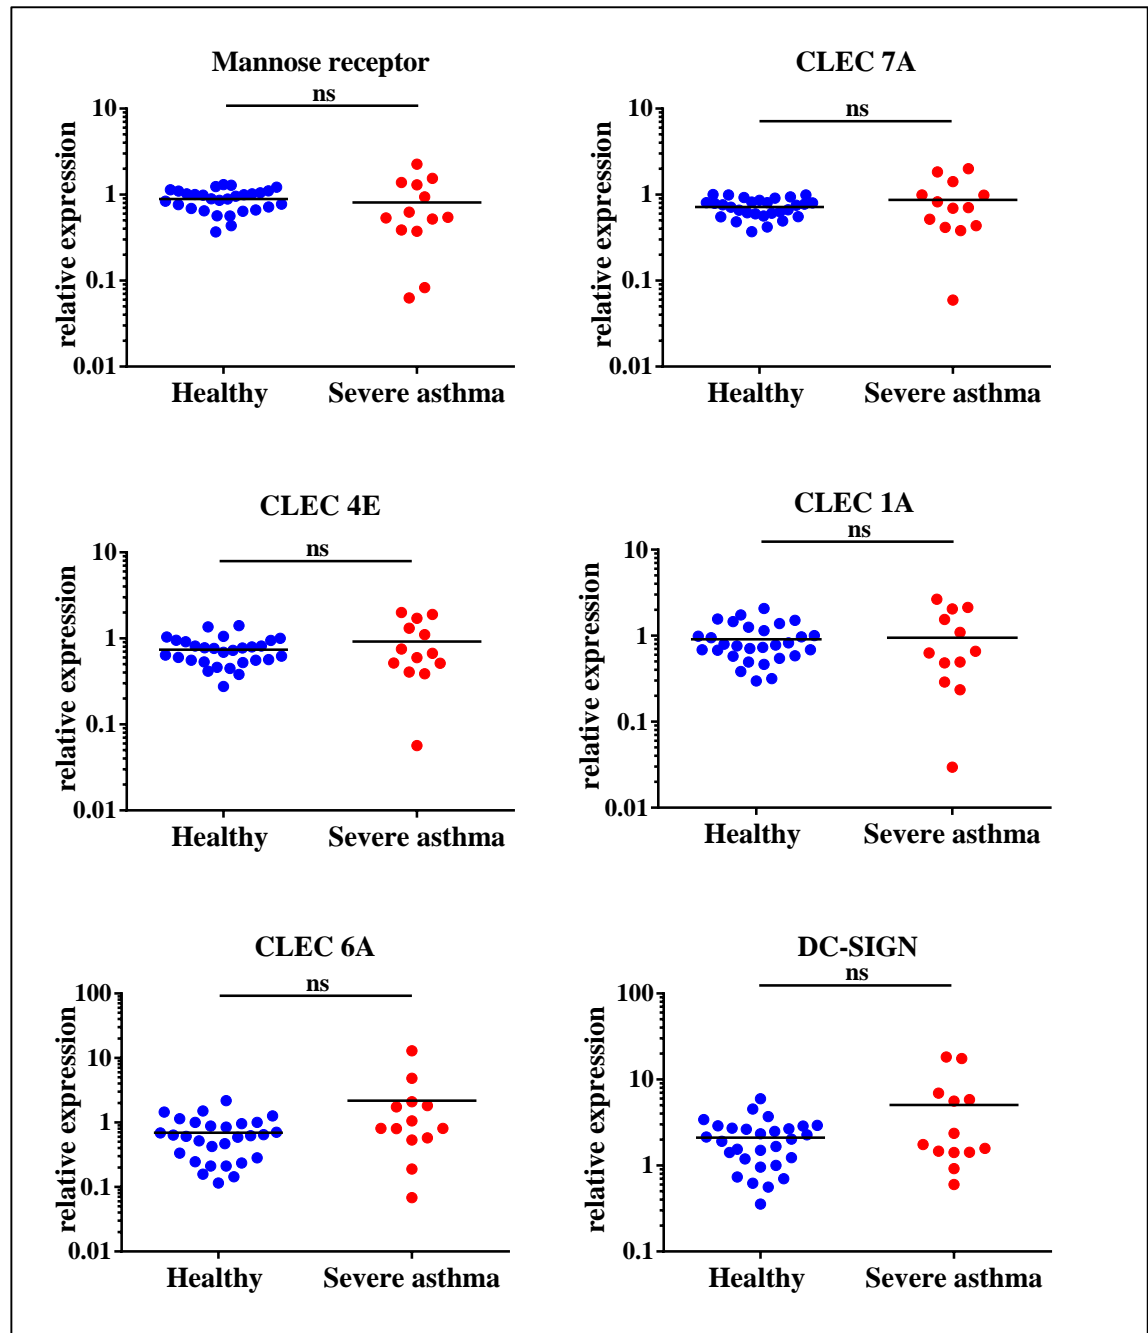 Mannose receptor
ns
10
1
0.1
0.01
relative expression
Healthy
Severe asthma
CLEC 7A
ns
10
1
0.1
0.01
relative expression
Healthy
Severe asthma
CLEC 4E
ns
10
1
0.1
0.01
relative expression
Healthy
Severe asthma
CLEC 1A
ns
10
1
0.1
0.01
relative expression
Healthy
Severe asthma
CLEC 6A
ns
100
10
1
0.1
0.01
relative expression
Healthy
Severe asthma
DC-SIGN
ns
100
10
1
0.1
relative expression
Healthy
Severe asthma